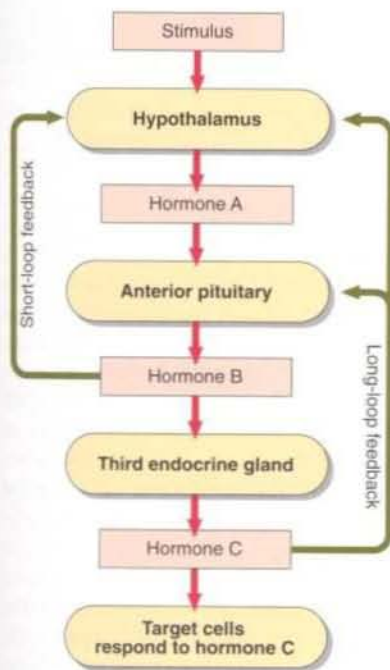 Stimulus
Hypothalamus
Short-loop feedback
Hormone A
Anterior pituitary
Hormone B
Long-loop feedback
Third endocrine gland
Hormone C
Target cells
respond to hormone C